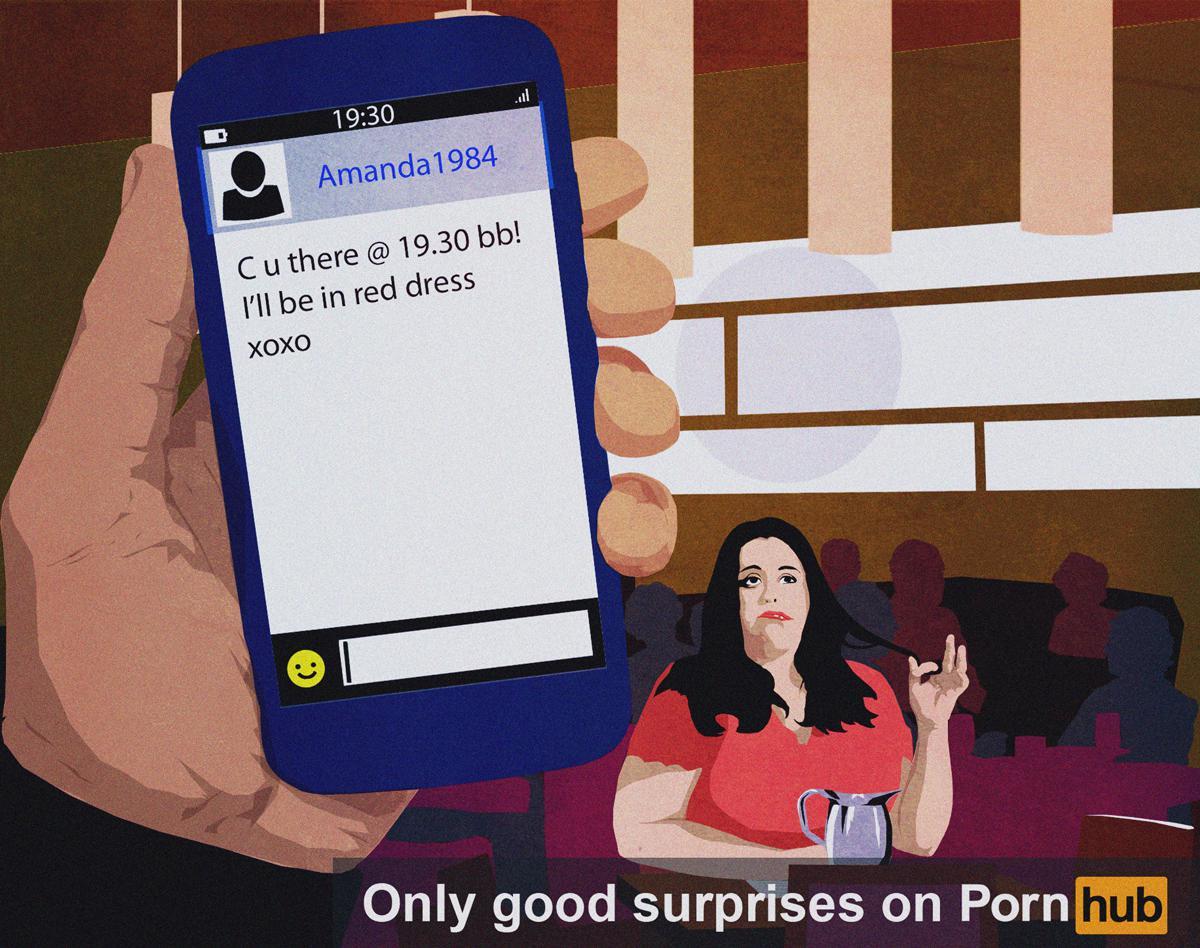 19:30
Amanda1984
C u there @ 19.30 bb!
I'll be in red dress
xoxo
Only good surprises on Pornhub